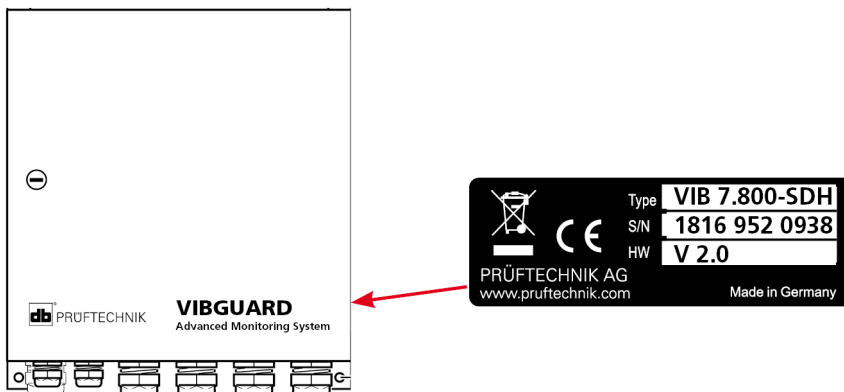 db PRÜFTECHNIK
VIBGUARD
Advanced Monitoring System
Type VIB 7.800-SDH
S/N 1816 952 0938
HW V 2.0
CE
PRÜFTECHNIK AG
www.pruftechnik.com
Made in Germany